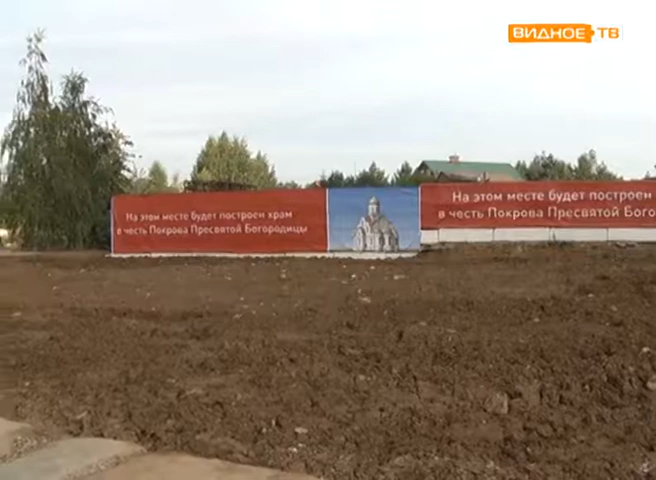 ВИДНОЕ ТВ
На этом месте будет построен храм
в честь Покрова Пресвятой Богородицы
На этом месте будет построен
в честь Покрова Пресвятой Бого